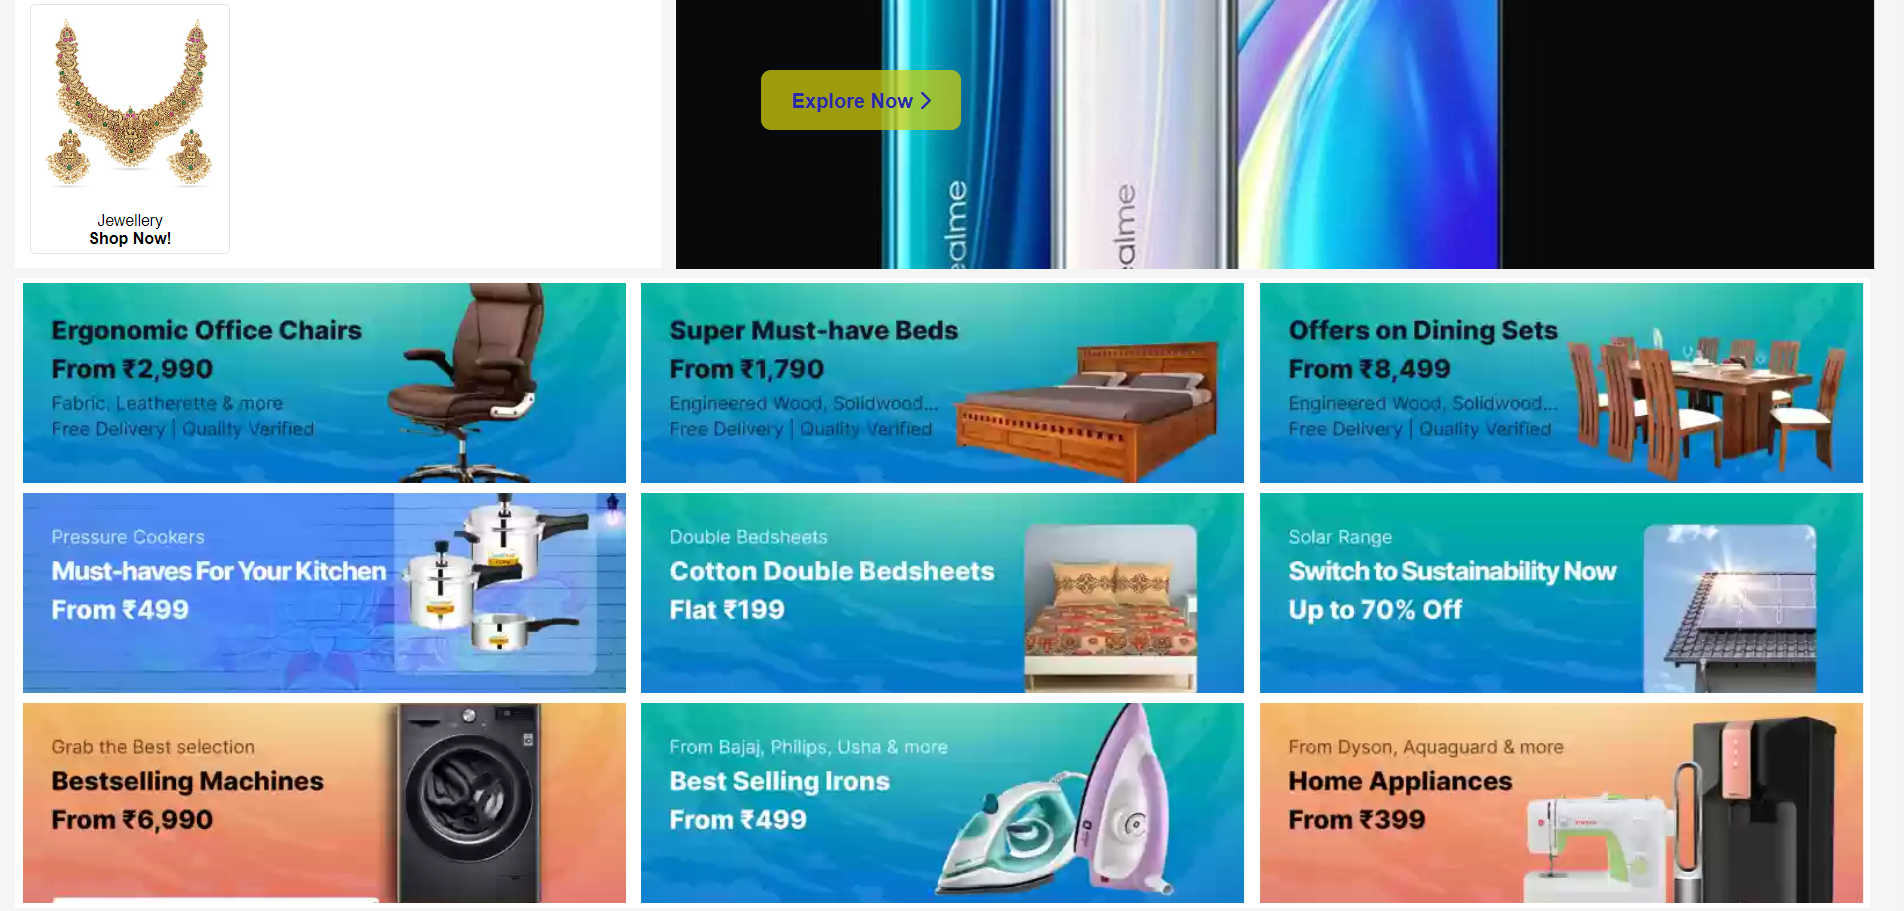 Explore Now
Jewellery
Shop Now!
Ergonomic Office Chairs
From ₹2,990
Fabric, Leatherette & more
Free Delivery | Quality Verified
Super Must-have Beds
From ₹1,790
Engineered Wood, Solidwood...
Free Delivery | Quality Verified
Offers on Dining Sets
From ₹8,499
Engineered Wood, Solidwood...
Free Delivery | Quality Verified
Pressure Cookers
Must-haves For Your Kitchen
From ₹499
Double Bedsheets
Cotton Double Bedsheets
Flat ₹199
Solar Range
Switch to Sustainability Now
Up to 70% Off
Grab the Best selection
Bestselling Machines
From ₹6,990
From Bajaj, Philips, Usha & more
Best Selling Irons
From ₹499
From Dyson, Aquaguard & more
Home Appliances
From ₹399